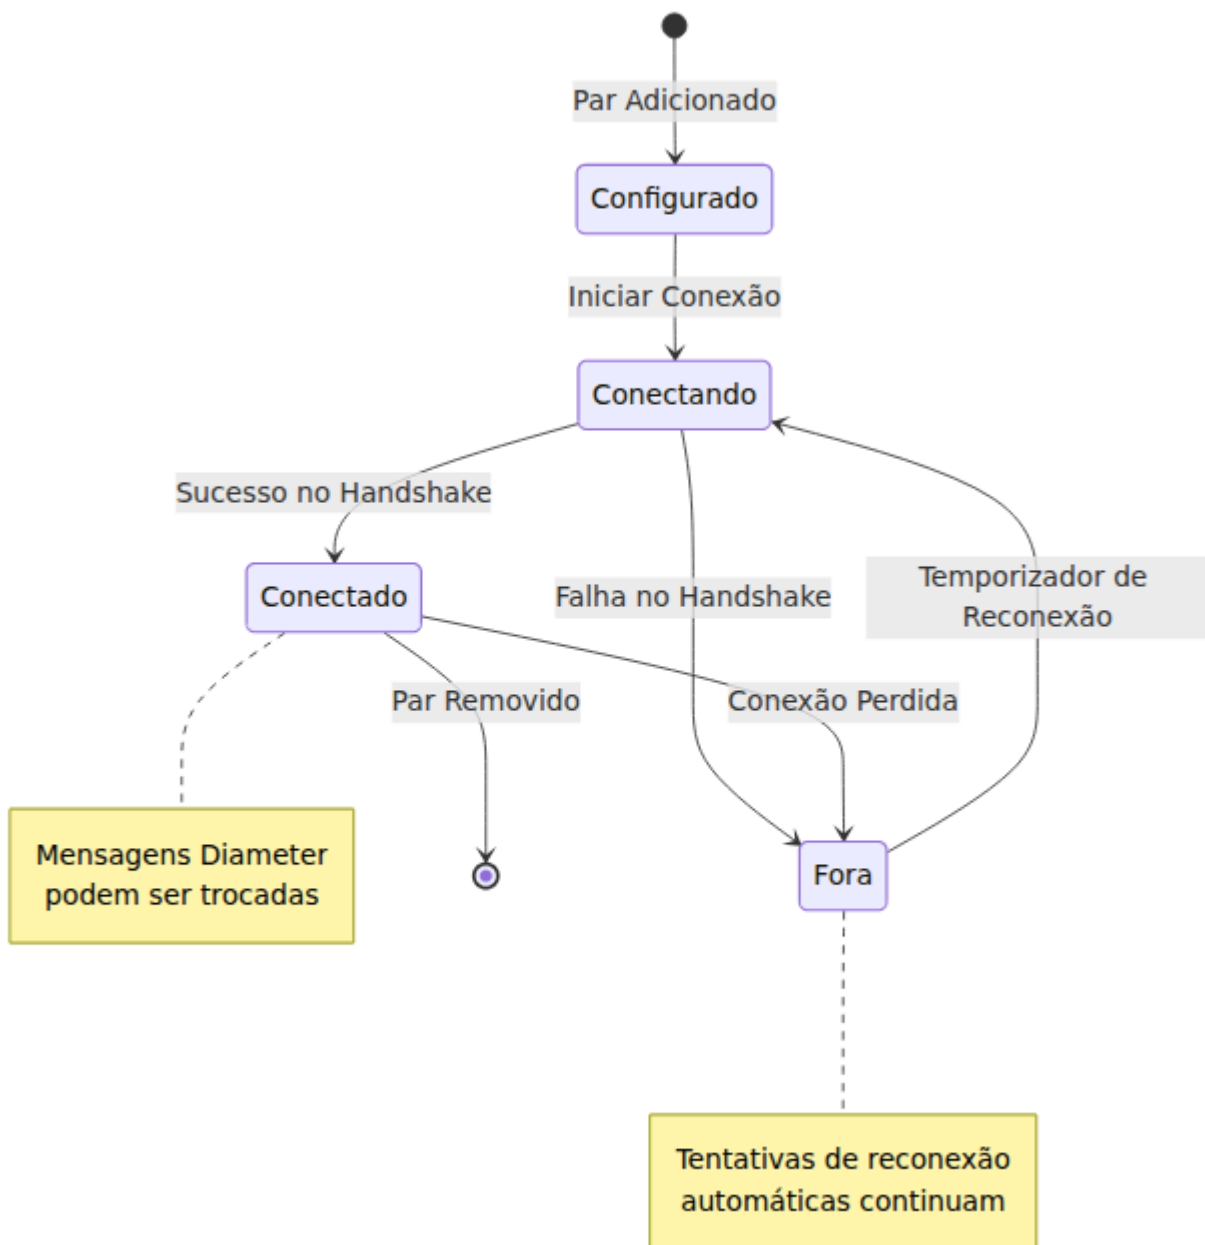 Par Adicionado
Configurado
Iniciar Conexão
Conectando
Sucesso no Handshake
Conectado
Falha no Handshake
Temporizador de
Reconexão
Par Removido
Conexão Perdida
Mensagens Diameter
podem ser trocadas
Fora
Tentativas de reconexão
automáticas continuam